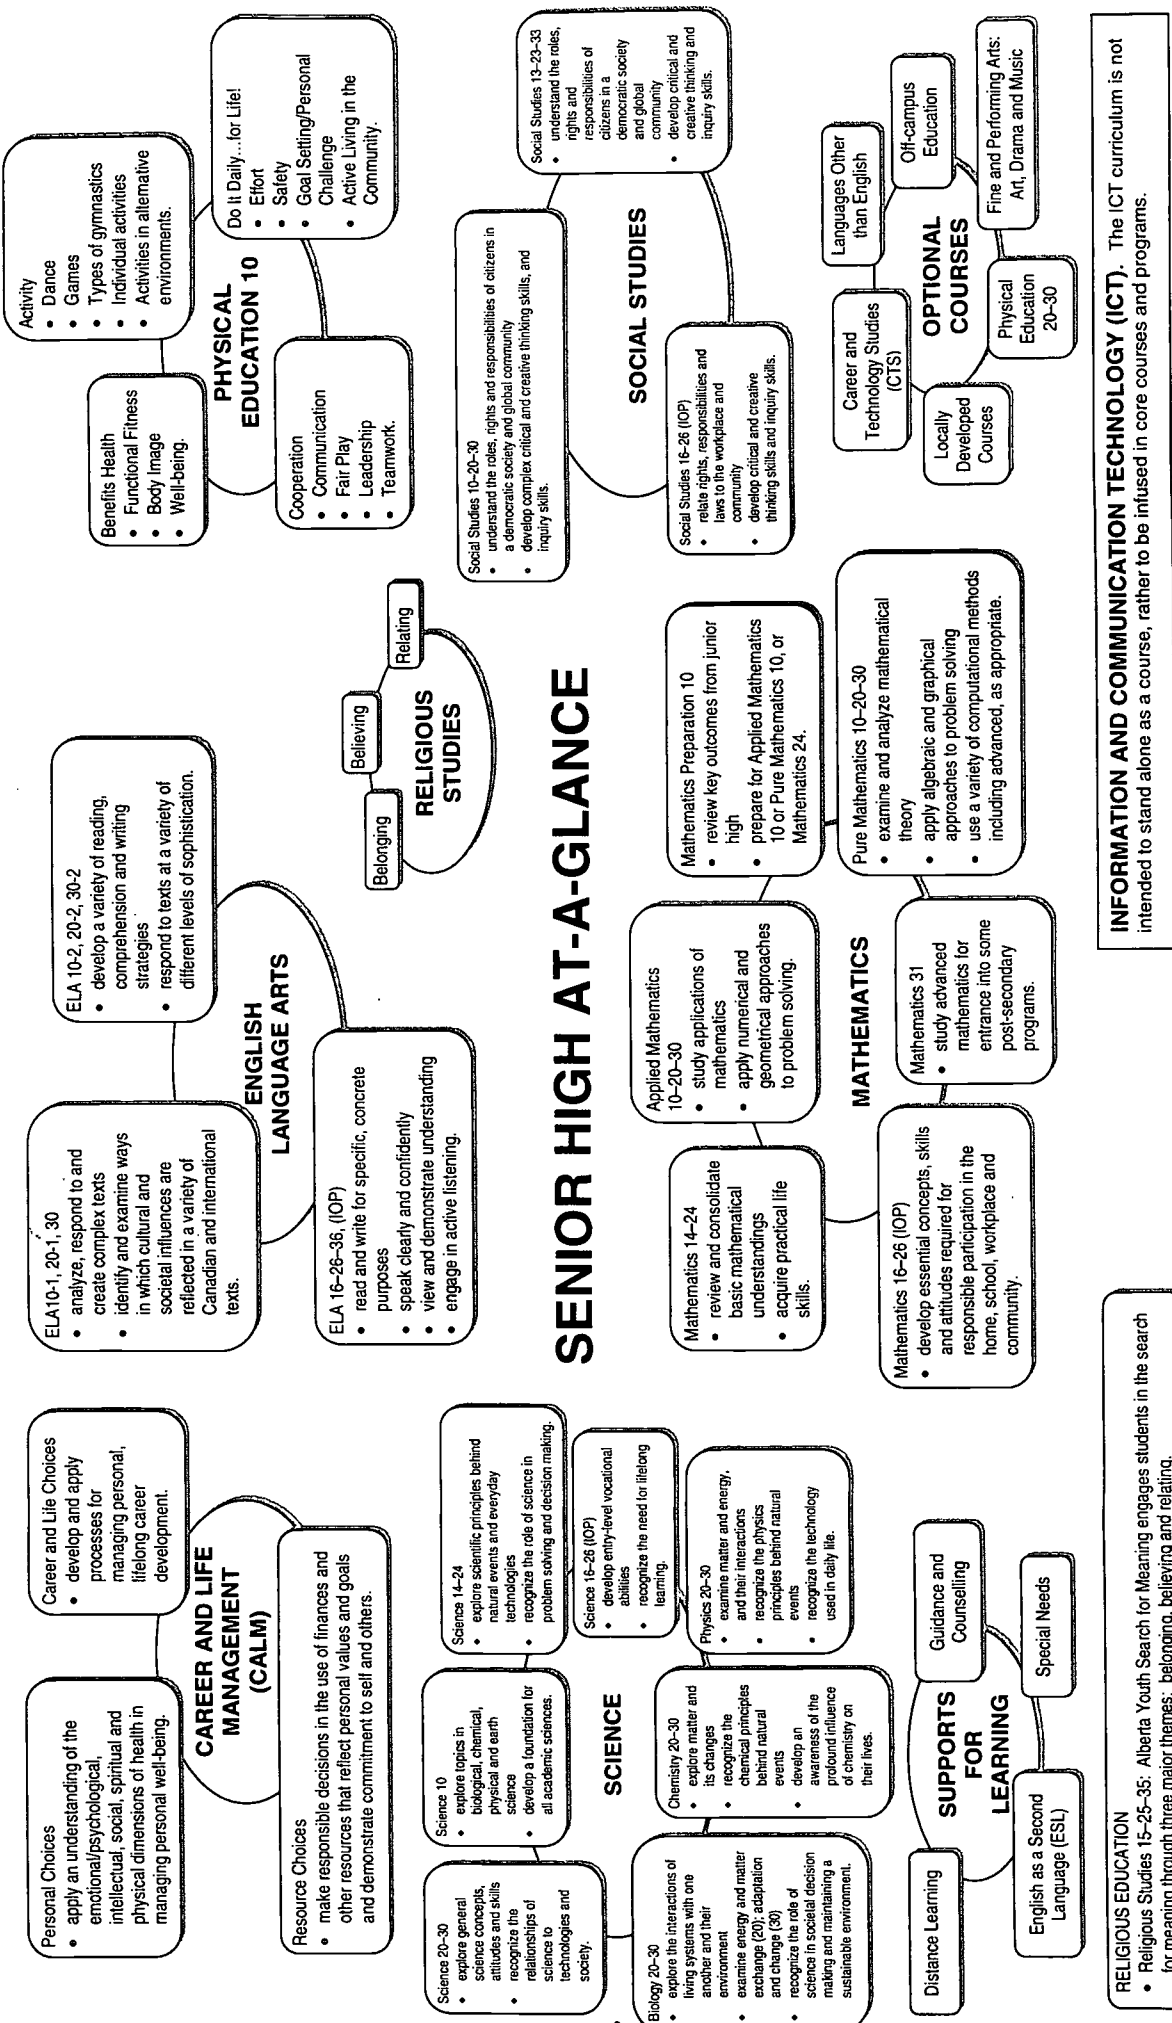 SENIOR HIGH AT-A-GLANCE
Personal Choices
• apply an understanding of the
emotional/psychological,
intellectual, social, spiritual and
physical dimensions of health in
managing personal well-being.
Career and Life Choices
• develop and apply
processes for
managing personal,
lifelong career
development.
CAREER AND LIFE
MANAGEMENT
(CALM)
Resource Choices
• make responsible decisions in the use of finances and
other resources that reflect personal values and goals
and demonstrate commitment to self and others.
ELA10-1, 20-1, 30
• analyze, respond to and
create complex texts
• identify and examine ways
in which cultural and
societal influences are
reflected in a variety of
Canadian and international
texts.
ELA 10-2, 20-2, 30-2
• develop a variety of reading,
comprehension and writing
strategies
• respond to texts at a variety of
different levels of sophistication.
ENGLISH
LANGUAGE ARTS
ELA 16–26–36, (IOP)
• read and write for specific, concrete
purposes
• speak clearly and confidently
• view and demonstrate understanding
• engage in active listening.
Belonging
Believing
Relating
RELIGIOUS
STUDIES
Benefits Health
• Functional Fitness
• Body Image
• Well-being.
Activity
• Dance
• Games
• Types of gymnastics
• Individual activities
• Activities in alternative
environments.
PHYSICAL
EDUCATION 10
Cooperation
• Communication
• Fair Play
• Leadership
• Teamwork.
Do It Daily...for Life!
• Effort
• Safety
• Goal Setting/Personal
Challenge
• Active Living in the
Community.
Science 20–30
• explore general
science concepts,
attitudes and skills
• recognize the
relationships of
science to
technologies and
society.
Science 10
• explore topics in
biological, chemical,
physical and earth
science
• develop a foundation for
all academic sciences.
Science 14–24
• explore scientific principles behind
natural events and everyday
technologies
• recognize the role of science in
problem solving and decision making.
Science 16–26 (IOP)
• develop entry-level vocational
abilities
• recognize the need for lifelong
learning.
SCIENCE
Biology 20–30
• explore the interactions of
living systems with one
another and their
environment
• examine energy and matter
exchange (20); adaptation
and change (30)
• recognize the role of
science in societal decision
making and maintaining a
sustainable environment.
Chemistry 20–30
• explore matter and
its changes
• recognize the
chemical principles
behind natural
events
• develop an
awareness of the
profound influence
of chemistry on
their lives.
Physics 20–30
• examine matter and energy,
and their interactions
• recognize the physics
principles behind natural
events
• recognize the technology
used in daily life.
Mathematics 14–24
• review and consolidate
basic mathematical
understandings
• acquire practical life
skills.
Applied Mathematics
10–20–30
• study applications of
mathematics
• apply numerical and
geometrical approaches
to problem solving.
Mathematics Preparation 10
• review key outcomes from junior
high
• prepare for Applied Mathematics
10 or Pure Mathematics 10, or
Mathematics 24.
MATHEMATICS
Mathematics 16–26 (IOP)
• develop essential concepts, skills
and attitudes required for
responsible participation in the
home, school, workplace and
community.
Mathematics 31
• study advanced
mathematics for
entrance into some
post-secondary
programs.
Pure Mathematics 10–20–30
• examine and analyze mathematical
theory
• apply algebraic and graphical
approaches to problem solving
• use a variety of computational methods
including advanced, as appropriate.
Social Studies 10–20–30
• understand the roles, rights and responsibilities of citizens in
a democratic society and global community
• develop complex critical and creative thinking skills, and
inquiry skills.
Social Studies 13–23–33
• understand the roles,
rights and
responsibilities of
citizens in a
democratic society
and global
community
• develop critical and
creative thinking and
inquiry skills.
SOCIAL STUDIES
Social Studies 16–26 (IOP)
• relate rights, responsibilities and
laws to the workplace and
community
• develop critical and creative
thinking skills and inquiry skills.
Distance Learning
Guidance and
Counselling
SUPPORTS
FOR
LEARNING
English as a Second
Language (ESL)
Special Needs
Career and
Technology Studies
(CTS)
Languages Other
than English
Off-campus
Education
OPTIONAL
COURSES
Locally
Developed
Courses
Physical
Education
20–30
Fine and Performing Arts:
Art, Drama and Music
RELIGIOUS EDUCATION
• Religious Studies 15–25–35: Alberta Youth Search for Meaning engages students in the search
for meaning through three major themes: belonging, believing and relating.
INFORMATION AND COMMUNICATION TECHNOLOGY (ICT). The ICT curriculum is not
intended to stand alone as a course, rather to be infused in core courses and programs.